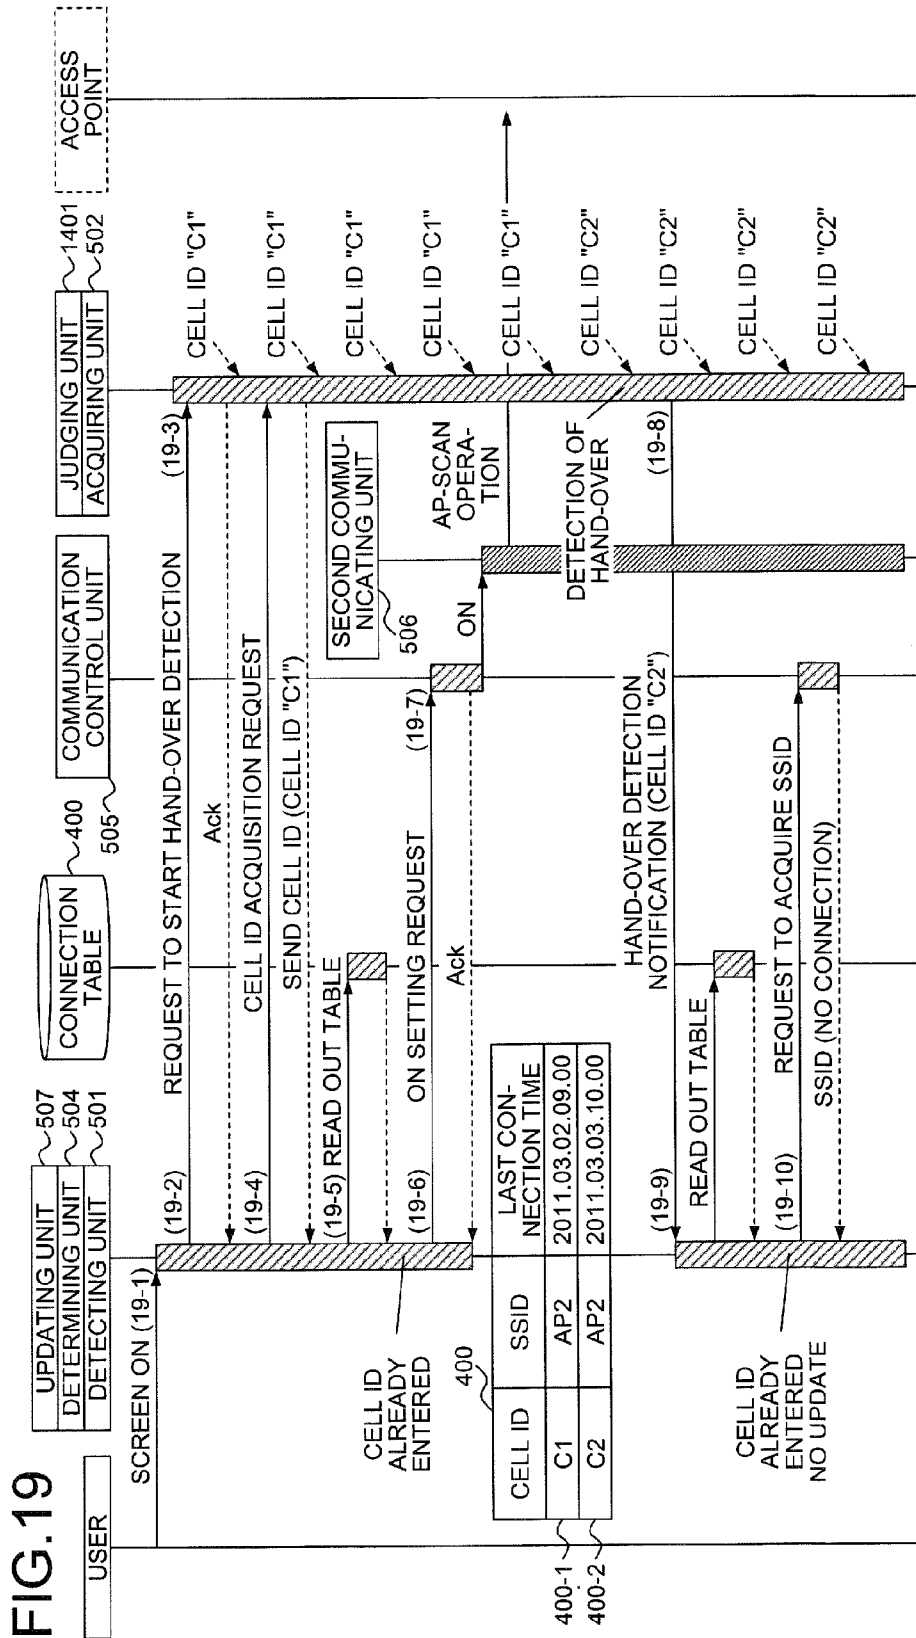 FIG.19
USER
UPDATING UNIT
DETERMINING UNIT
DETECTING UNIT
507
504
501
CONNECTION
TABLE
400
COMMUNICATION
CONTROL UNIT
505
JUDGING UNIT
ACQUIRING UNIT
1401
502
ACCESS
POINT
SCREEN ON (19-1)
(19-2)
REQUEST TO START HAND-OVER DETECTION
(19-3)
CELL ID "C1"
Ack
(19-4)
CELL ID ACQUISITION REQUEST
CELL ID "C1"
SEND CELL ID (CELL ID "C1")
(19-5) READ OUT TABLE
SECOND COMMU-
NICATING UNIT
506
CELL ID "C1"
CELL ID
ALREADY
ENTERED
(19-6)
ON SETTING REQUEST
(19-7)
CELL ID "C1"
Ack
ON
AP-SCAN
OPERA-
TION
CELL ID "C1"
400
CELL ID
SSID
LAST CON-
NECTION TIME
400-1
C1
AP2
2011.03.02.09.00
400-2
C2
AP2
2011.03.03.10.00
DETECTION OF
HAND-OVER
CELL ID "C2"
HAND-OVER DETECTION
NOTIFICATION (CELL ID "C2")
(19-8)
CELL ID "C2"
(19-9)
READ OUT TABLE
CELL ID "C2"
CELL ID
ALREADY
ENTERED
NO UPDATE
(19-10)
REQUEST TO ACQUIRE SSID
CELL ID "C2"
SSID (NO CONNECTION)